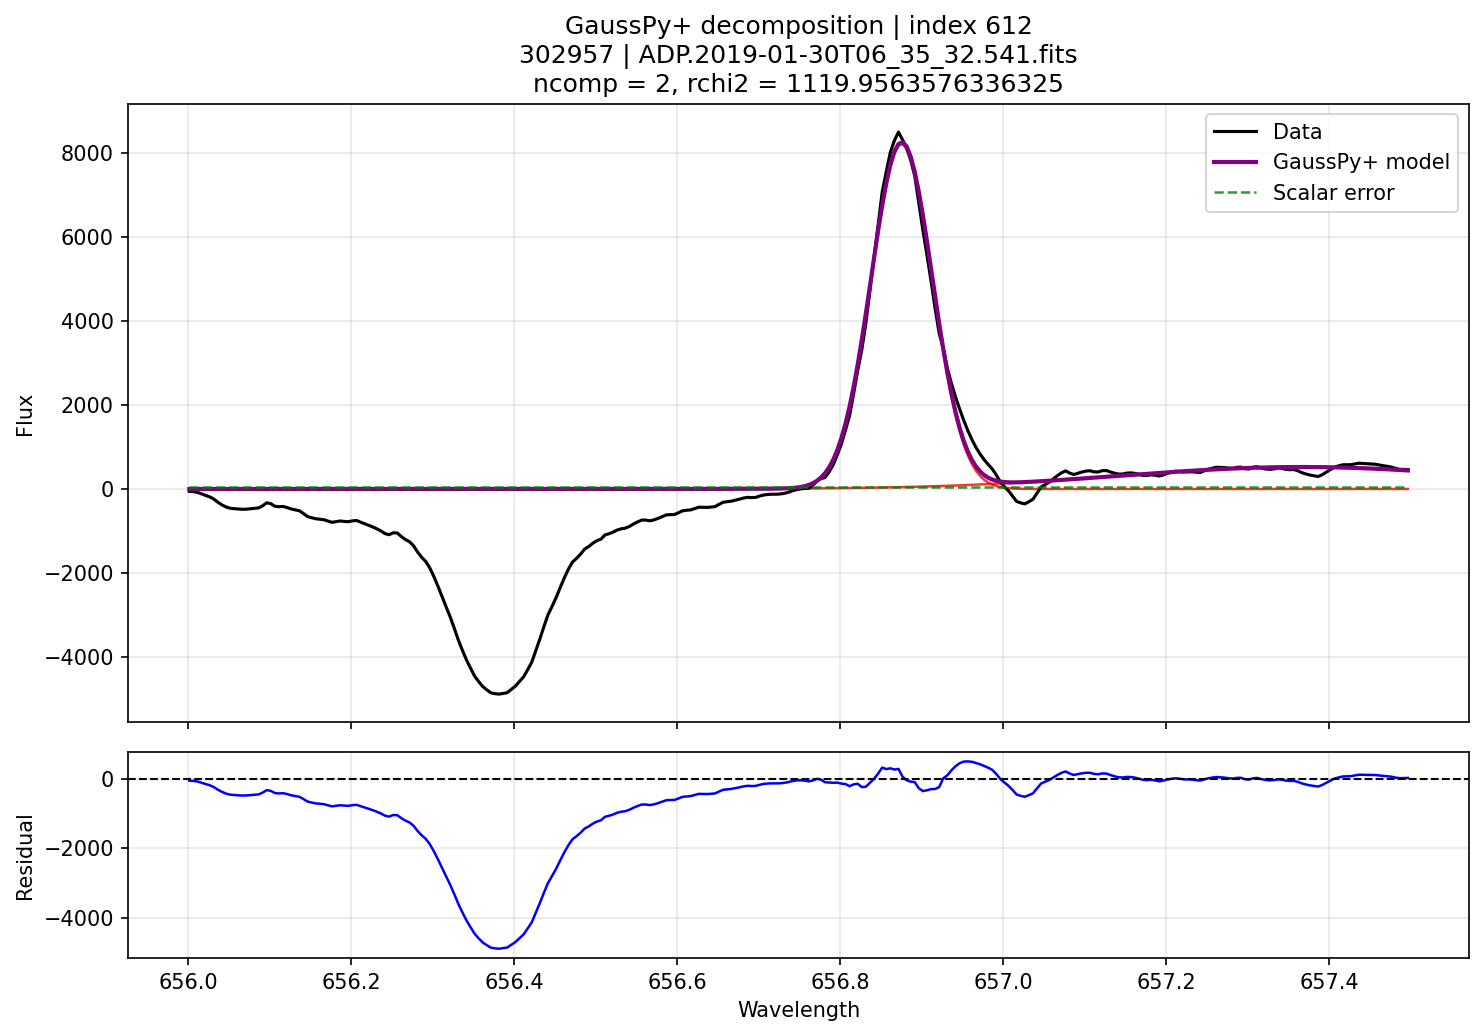 GaussPy+ decomposition | index 612
302957 | ADP.2019-01-30T06_35_32.541.fits
ncomp = 2, rchi2 = 1119.9563576336325
Data
GaussPy+ model
Scalar error
Flux
8000
6000
4000
2000
0
−2000
−4000
Residual
0
−2000
−4000
656.0
656.2
656.4
656.6
656.8
657.0
657.2
657.4
Wavelength